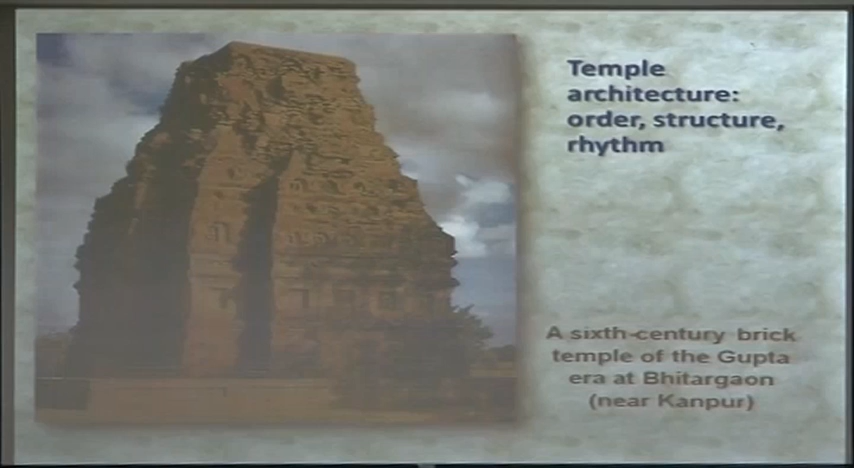 Temple
architecture:
order, structure,
rhythm
A sixth-century brick
temple of the Gupta
era at Bhitargaon
(near Kanpur)